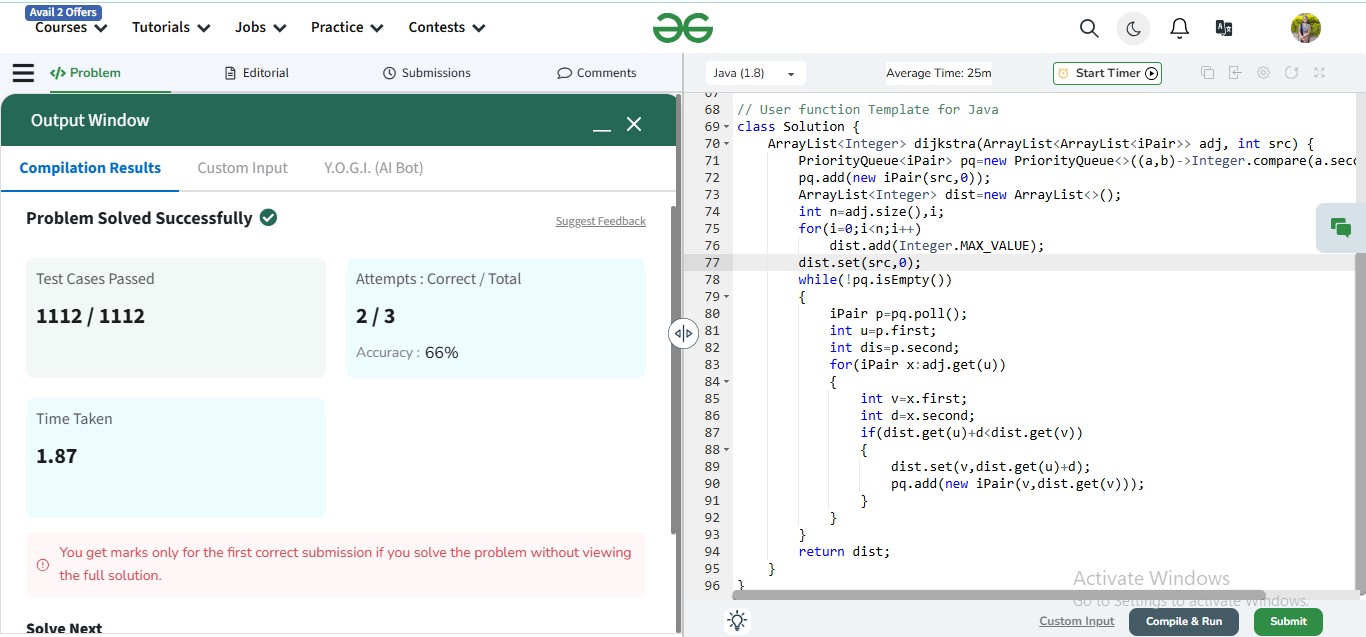 Avail 2 Offers
Courses
Tutorials
Jobs
Practice
Contests
Problem
Editorial
Submissions
Comments
Java (1.8)
Average Time: 25m
Start Timer
Output Window
Compilation Results
Custom Input
Y.O.G.I. (AI Bot)
Problem Solved Successfully
Suggest Feedback
Test Cases Passed
1112 / 1112
Attempts : Correct / Total
2 / 3
Accuracy : 66%
Time Taken
1.87
You get marks only for the first correct submission if you solve the problem without viewing
the full solution.
Solve Next
67
68 // User function Template for Java
69 class Solution {
70 ArrayList<Integer> dijkstra(ArrayList<ArrayList<iPair>> adj, int src) {
71 PriorityQueue<iPair> pq=new PriorityQueue<>((a,b)->Integer.compare(a.sec
72 pq.add(new iPair(src,0));
73 ArrayList<Integer> dist=new ArrayList<>();
74 int n=adj.size(),i;
75 for(i=0;i<n;i++)
76 dist.add(Integer.MAX_VALUE);
77 dist.set(src,0);
78 while(!pq.isEmpty())
79 {
80 iPair p=pq.poll();
81 int u=p.first;
82 int dis=p.second;
83 for(iPair x:adj.get(u))
84 {
85 int v=x.first;
86 int d=x.second;
87 if(dist.get(u)+d<dist.get(v))
88 {
89 dist.set(v,dist.get(u)+d);
90 pq.add(new iPair(v,dist.get(v)));
91 }
92 }
93 }
94 return dist;
95 }
96 }
Activate Windows
Go to Settings to activate Windows.
Custom Input
Compile & Run
Submit